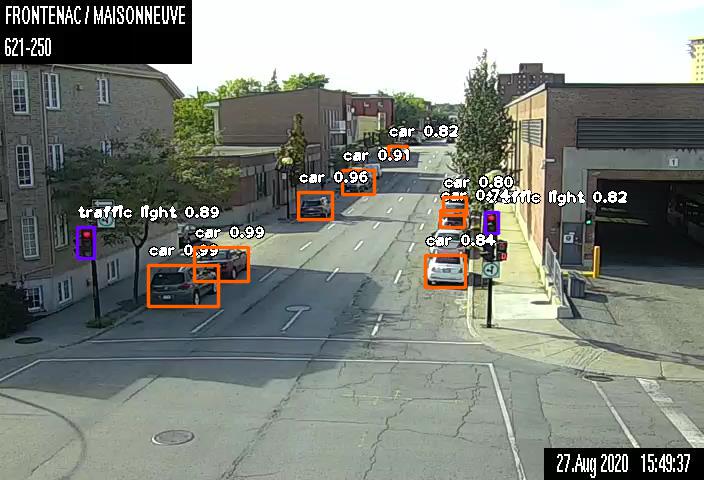 FRONTENAC / MAISONNEUVE
621-250
car 0.82
car 0.91
car 0.96
car 0.80
traffic light 0.82
traffic light 0.89
car 0.99
car 0.99
car 0.84
1
27.Aug 2020 15:49:37